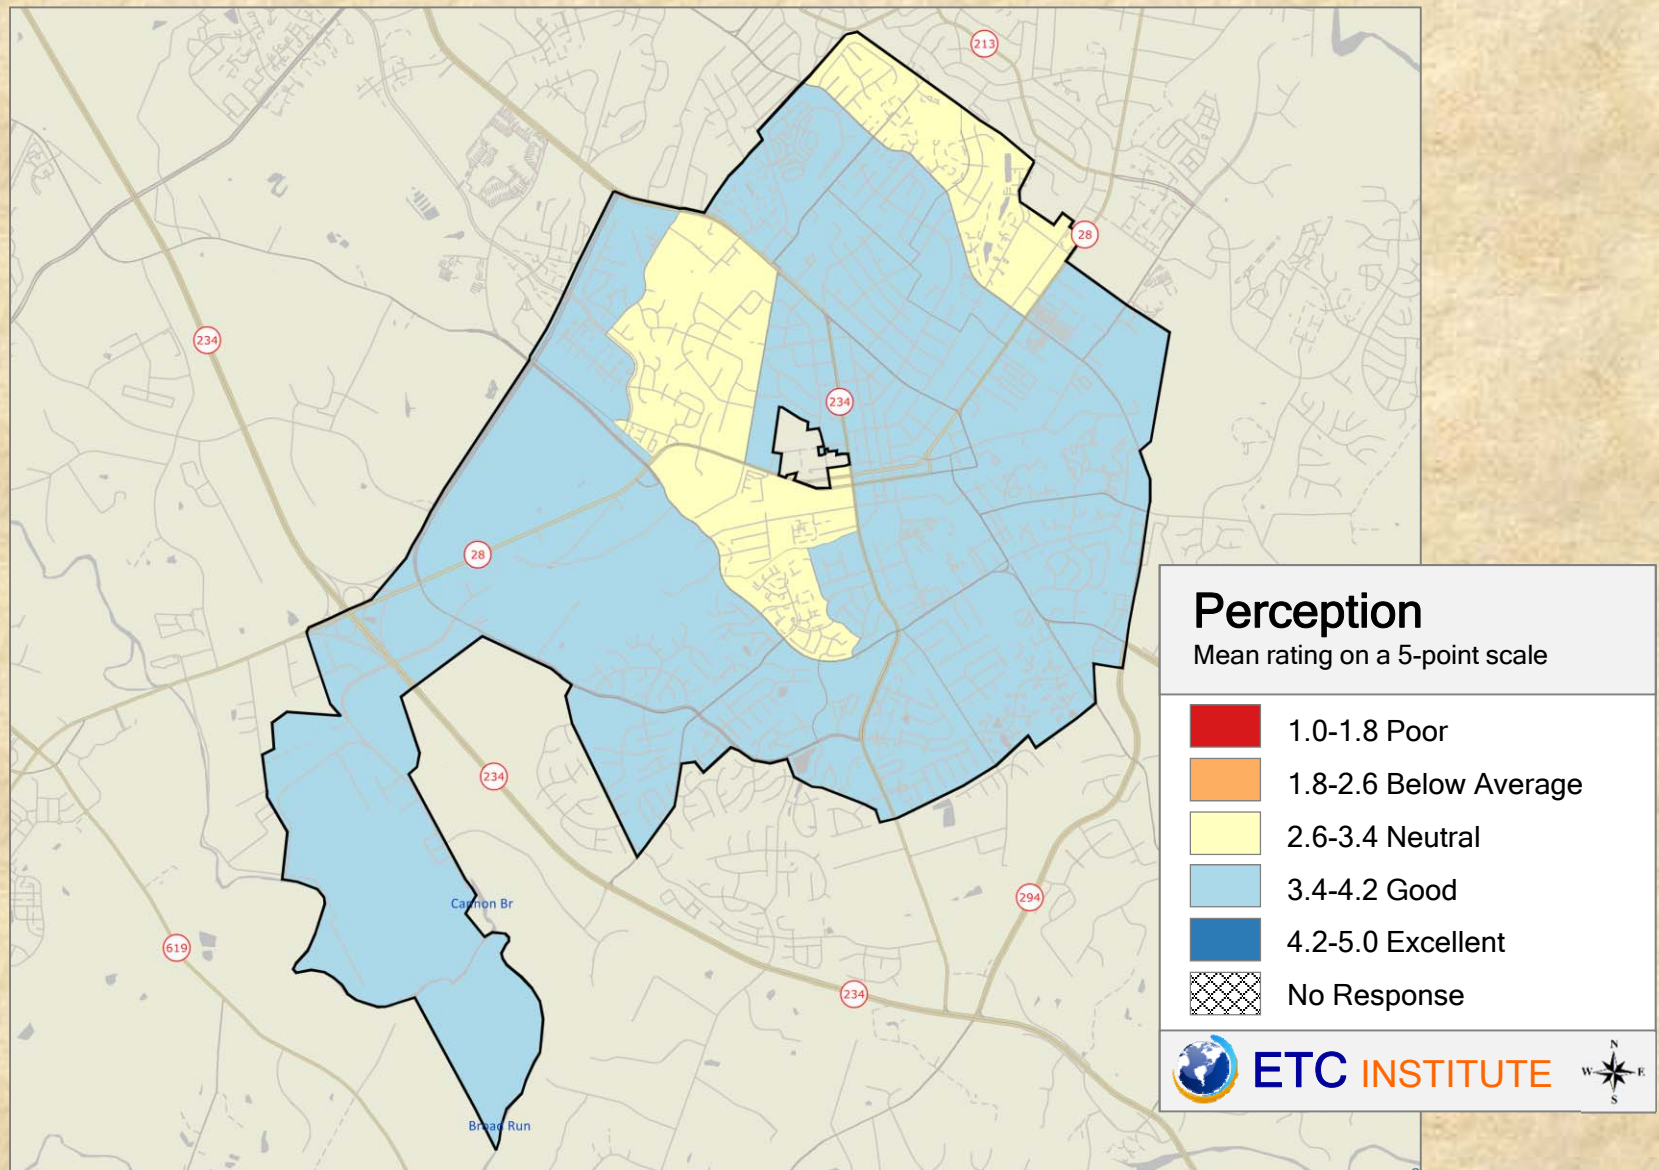 213
28
234
234
28
234
294
Cannon Br
619
234
Broad Run
Perception
Mean rating on a 5-point scale
1.0-1.8 Poor
1.8-2.6 Below Average
2.6-3.4 Neutral
3.4-4.2 Good
4.2-5.0 Excellent
No Response
ETC INSTITUTE
N
W E
S